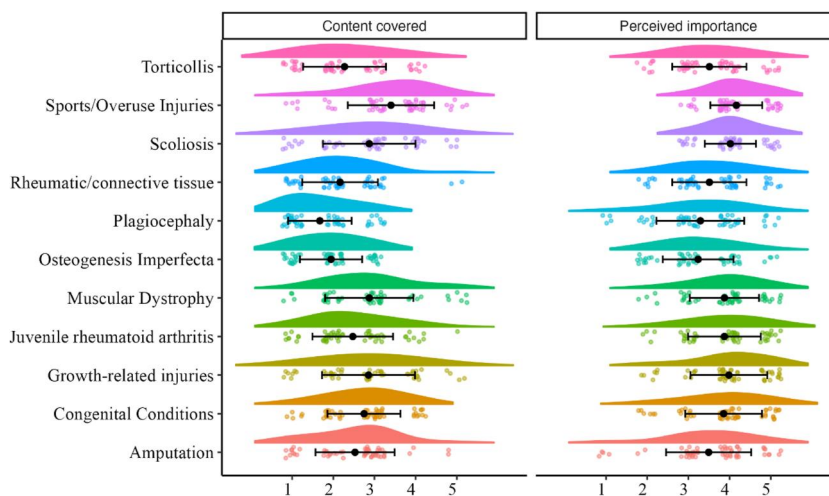 Content covered
Perceived importance
Torticollis
Sports/Overuse Injuries
Scoliosis
Rheumatic/connective tissue
Plagiocephaly
Osteogenesis Imperfecta
Muscular Dystrophy
Juvenile rheumatoid arthritis
Growth-related injuries
Congenital Conditions
Amputation
1 2 3 4 5
1 2 3 4 5